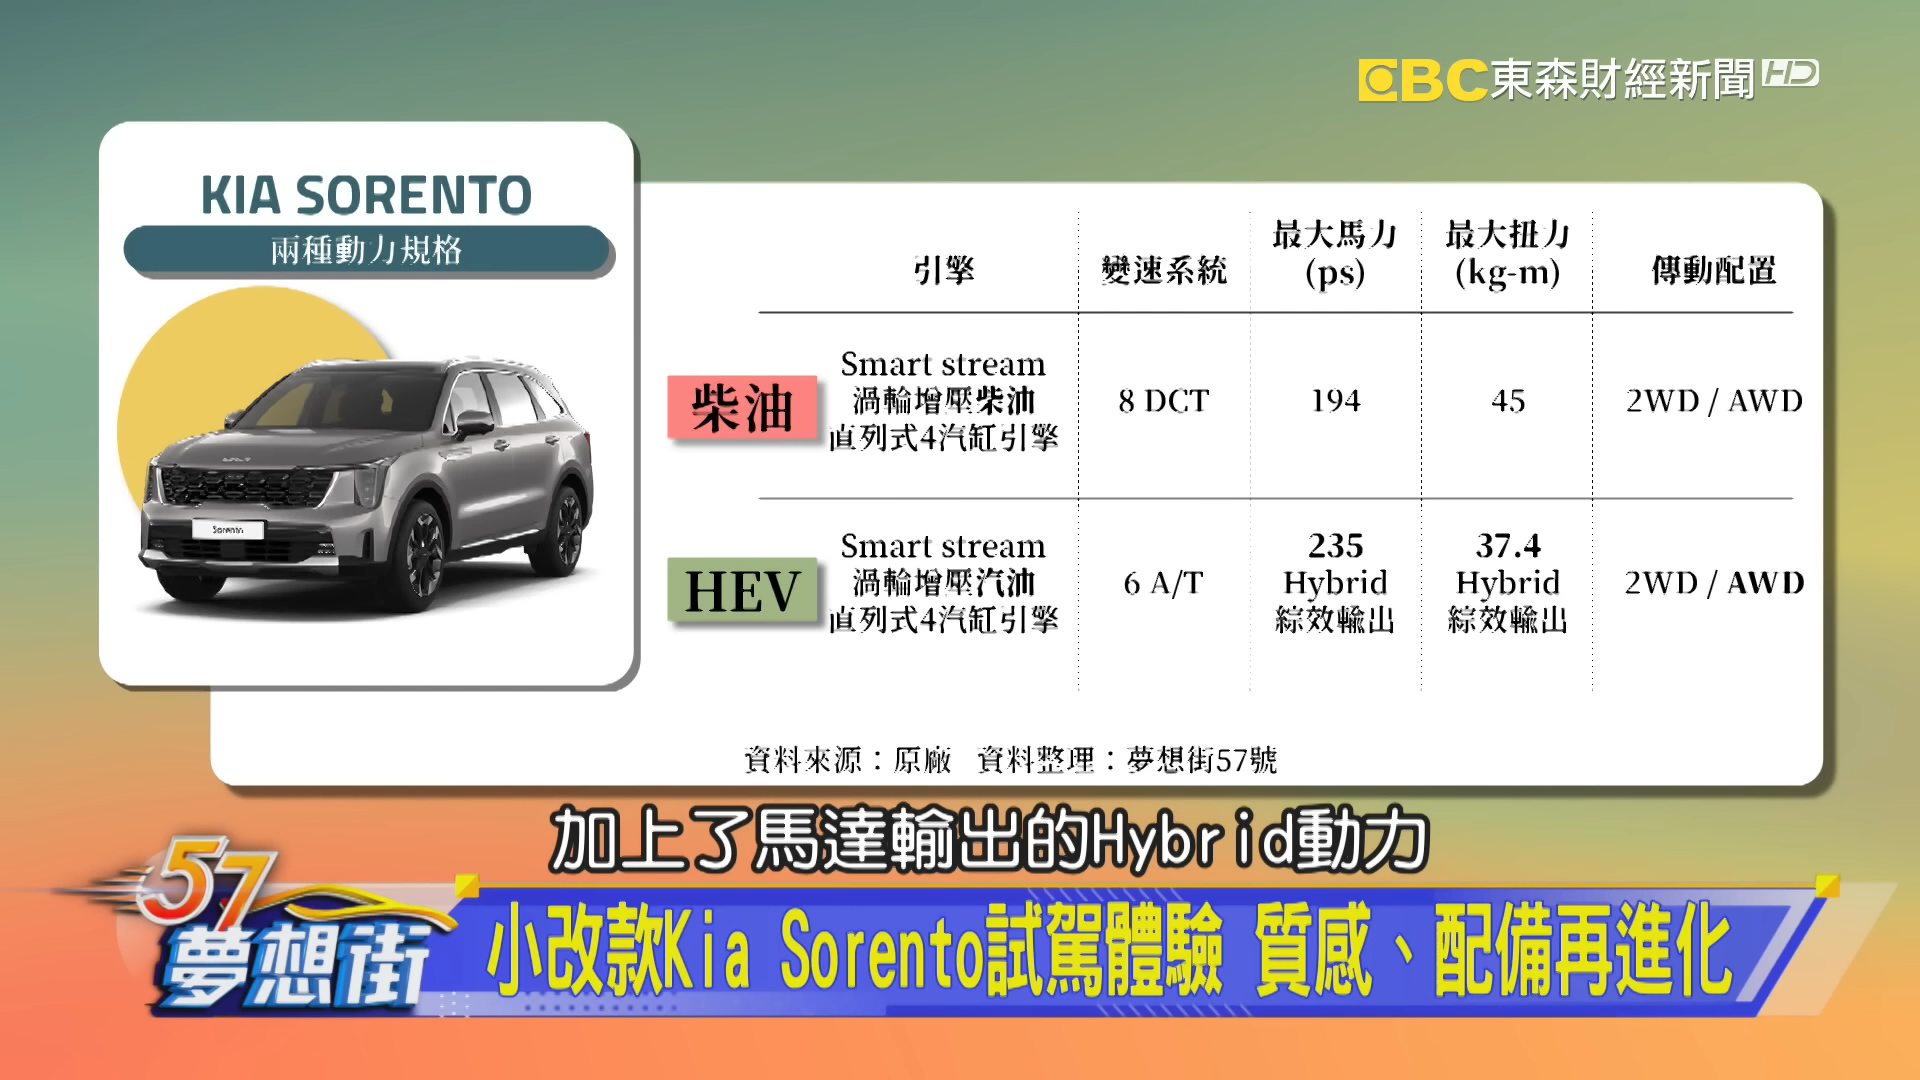 EBC東森財經新聞HD
KIA SORENTO
兩種動力規格
Sorento
引擎
變速系統
最大馬力
(ps)
最大扭力
(kg-m)
傳動配置
柴油
Smart stream
渦輪增壓柴油
直列式4汽缸引擎
8 DCT
194
45
2WD / AWD
HEV
Smart stream
渦輪增壓汽油
直列式4汽缸引擎
6 A/T
235
Hybrid
綜效輸出
37.4
Hybrid
綜效輸出
2WD / AWD
資料來源：原廠 資料整理：夢想街57號
加上了馬達輸出的Hybrid動力
57
夢想街
小改款Kia Sorento試駕體驗 質感、配備再進化